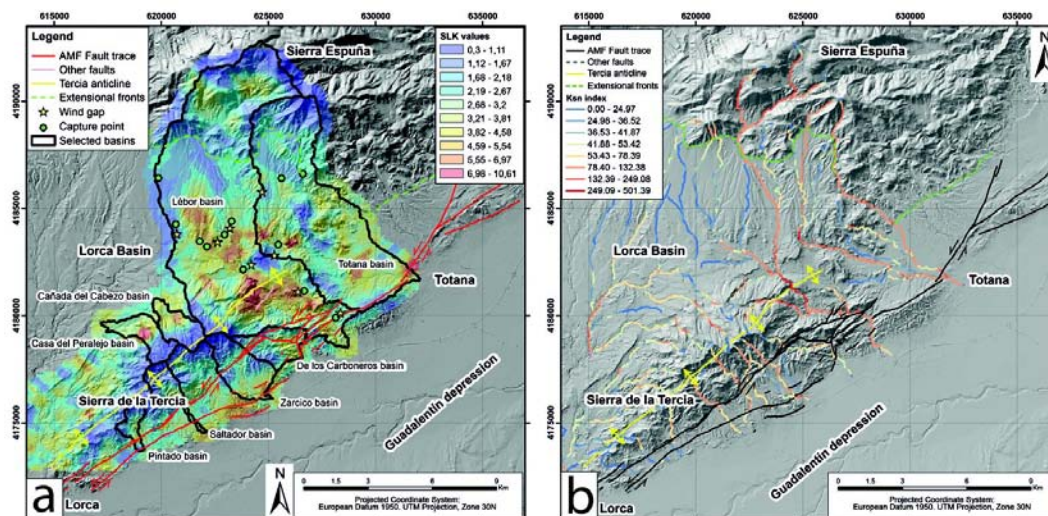 615000 620000 625000 630000 635000
Legend
AMF Fault trace
Other faults
Tercia anticline
Extensional fronts
Wind gap
Capture point
Selected basins
Sierra Espuña
SLK values
0,3 - 1,11
1,12 - 1,67
1,68 - 2,18
2,19 - 2,67
2,68 - 3,2
3,21 - 3,81
3,82 - 4,58
4,59 - 5,54
5,55 - 6,97
6,98 - 10,61
4190000
4185000
4180000
4175000
Lébor basin
Lorca Basin
Totana basin
Totana
Cañada del Cabezo basin
Casa del Peralejo basin
De los Carboneros basin
Sierra de la Tercia
Zarcico basin
Saltador basin
Pintado basin
Guadalentín depression
Lorca
a
N
0 3 6 9
Km
Projected Coordinate System:
European Datum 1950. UTM Projection, Zone 30N
615000 620000 625000 630000 635000
Legend
AMF Fault trace
Other faults
Tercia anticline
Extensional fronts
Ksn index
0.00 - 24.97
24.98 - 36.52
36.53 - 41.87
41.88 - 53.42
53.43 - 78.39
78.40 - 132.38
132.39 - 249.08
249.09 - 501.39
Sierra Espuña
N
4190000
4185000
4180000
4175000
Lorca Basin
Totana
Sierra de la Tercia
Guadalentín depression
Lorca
b
N
0 3 6 9
Km
Projected Coordinate System:
European Datum 1950. UTM Projection, Zone 30N